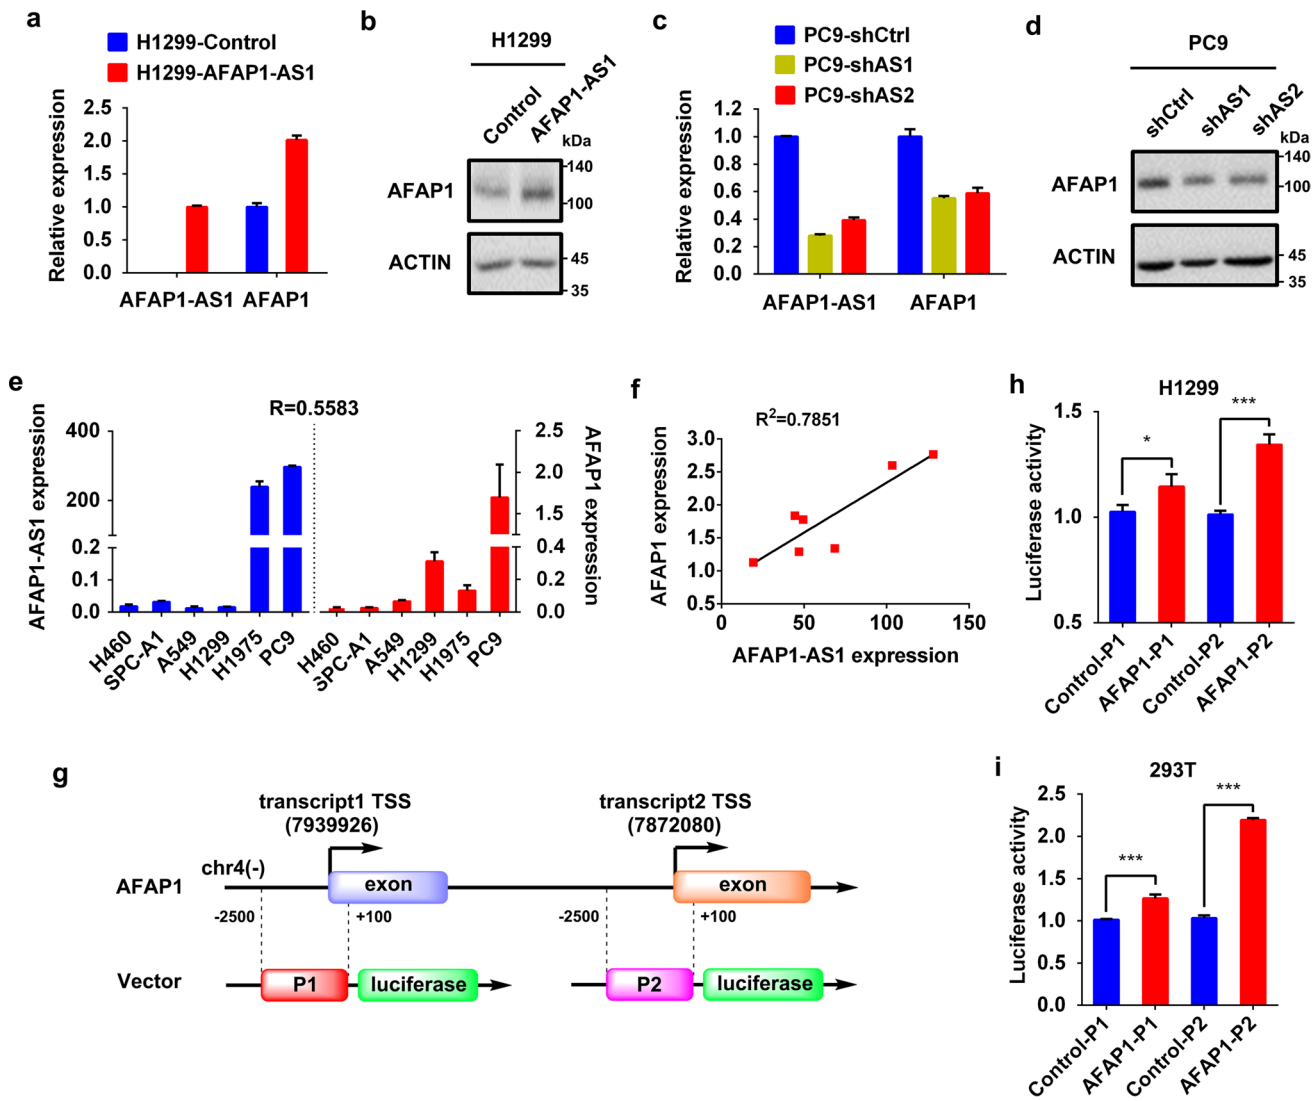 a
H1299-Control
H1299-AFAP1-AS1
Relative expression
2.5
2.0
1.5
1.0
0.5
0.0
AFAP1-AS1 AFAP1
b
H1299
Control
AFAP1-AS1
kDa
AFAP1
140
100
ACTIN
45
35
c
PC9-shCtrl
PC9-shAS1
PC9-shAS2
Relative expression
1.2
1.0
0.8
0.6
0.4
0.2
0.0
AFAP1-AS1 AFAP1
d
PC9
shCtrl
shAS1
shAS2
kDa
AFAP1
140
100
ACTIN
45
35
e
R=0.5583
AFAP1-AS1 expression
400
200
0.2
0.1
0.0
H460
SPC-A1
A549
H1299
H1975
PC9
AFAP1 expression
2.5
2.0
1.5
0.4
0.2
0.0
H460
SPC-A1
A549
H1299
H1975
PC9
f
R2=0.7851
AFAP1 expression
3.0
2.5
2.0
1.5
1.0
0.5
0 50 100 150
AFAP1-AS1 expression
h
H1299
Luciferase activity
1.5
1.0
0.5
*
***
Control-P1
AFAP1-P1
Control-P2
AFAP1-P2
g
transcript1 TSS
(7939926)
transcript2 TSS
(7872080)
chr4(-)
AFAP1
exon
exon
-2500
+100
-2500
+100
Vector
P1
luciferase
P2
luciferase
i
293T
Luciferase activity
2.5
2.0
1.5
1.0
0.5
0.0
***
***
Control-P1
AFAP1-P1
Control-P2
AFAP1-P2